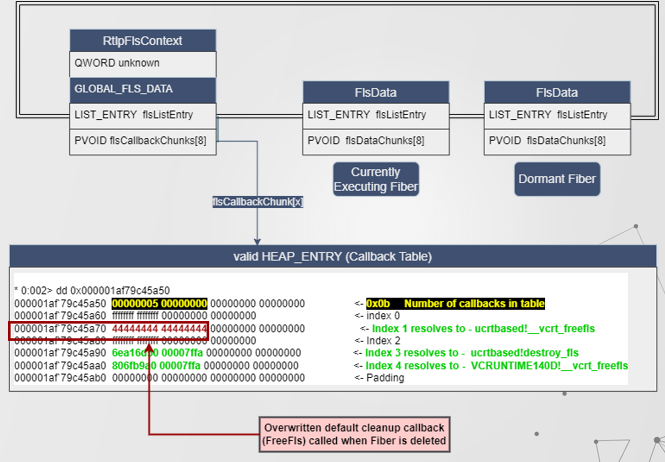 RtlpFlsContext
QWORD unknown
GLOBAL_FLS_DATA
LIST_ENTRY flsListEntry
PVOID flsCallbackChunks[8]
FlsData
LIST_ENTRY flsListEntry
PVOID flsDataChunks[8]
Currently
Executing Fiber
FlsData
LIST_ENTRY flsListEntry
PVOID flsDataChunks[8]
Dormant Fiber
flsCallbackChunk[x]
valid HEAP_ENTRY (Callback Table)
* 0:002> dd 0x000001af79c45a50
000001af`79c45a50 00000005 00000000 00000000 00000000 <- 0x0b Number of callbacks in table
000001af`79c45a60 ffffffff ffffffff 00000000 00000000 <- index 0
000001af`79c45a70 44444444 44444444 00000000 00000000 <- Index 1 resolves to - ucrtbased!__vcrt_freefls
ffffffff ffffffff 00000000 00000000 <- Index 2
000001af`79c45a90 00007ffa 00000000 00000000 <- Index 3 resolves to - ucrtbased!destroy_fls
000001af`79c45aa0 806fb9a0 00007ffa 00000000 00000000 <- Index 4 resolves to - VCRUNTIME140D!__vcrt_freefls
000001af`79c45ab0 00000000 00000000 00000000 00000000 <- Padding
Overwritten default cleanup callback
(FreeFls) called when Fiber is deleted